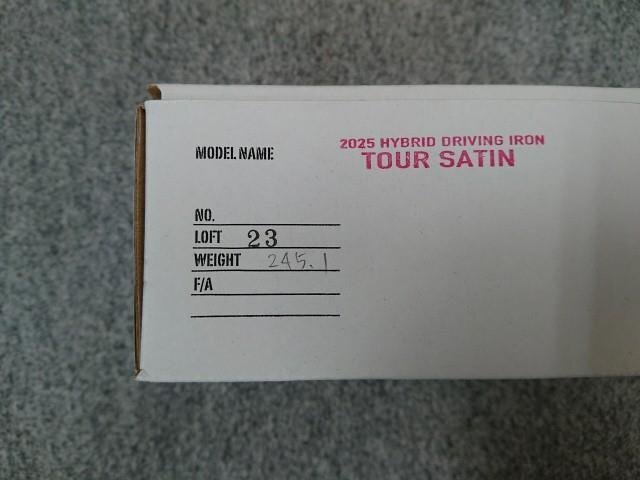 MODEL NAME
2025 HYBRID DRIVING IRON
TOUR SATIN
NO.
LOFT 23
WEIGHT 245.1
F/A